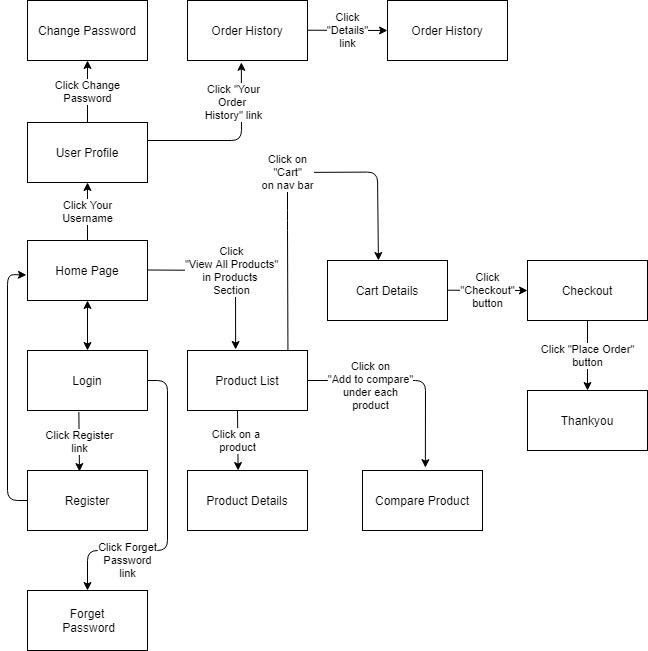 Change Password
Order History
Click
"Details"
link
Order History
Click Change
Password
Click "Your
Order
History" link
User Profile
Click on
"Cart"
on nav bar
Click Your
Username
Home Page
Click
"View All Products"
in Products
Section
Cart Details
Click
"Checkout"
button
Checkout
Click "Place Order"
button
Login
Product List
Click on
"Add to compare"
under each
product
Thankyou
Click Register
link
Click on a
product
Register
Product Details
Compare Product
Click Forget
Password
link
Forget
Password